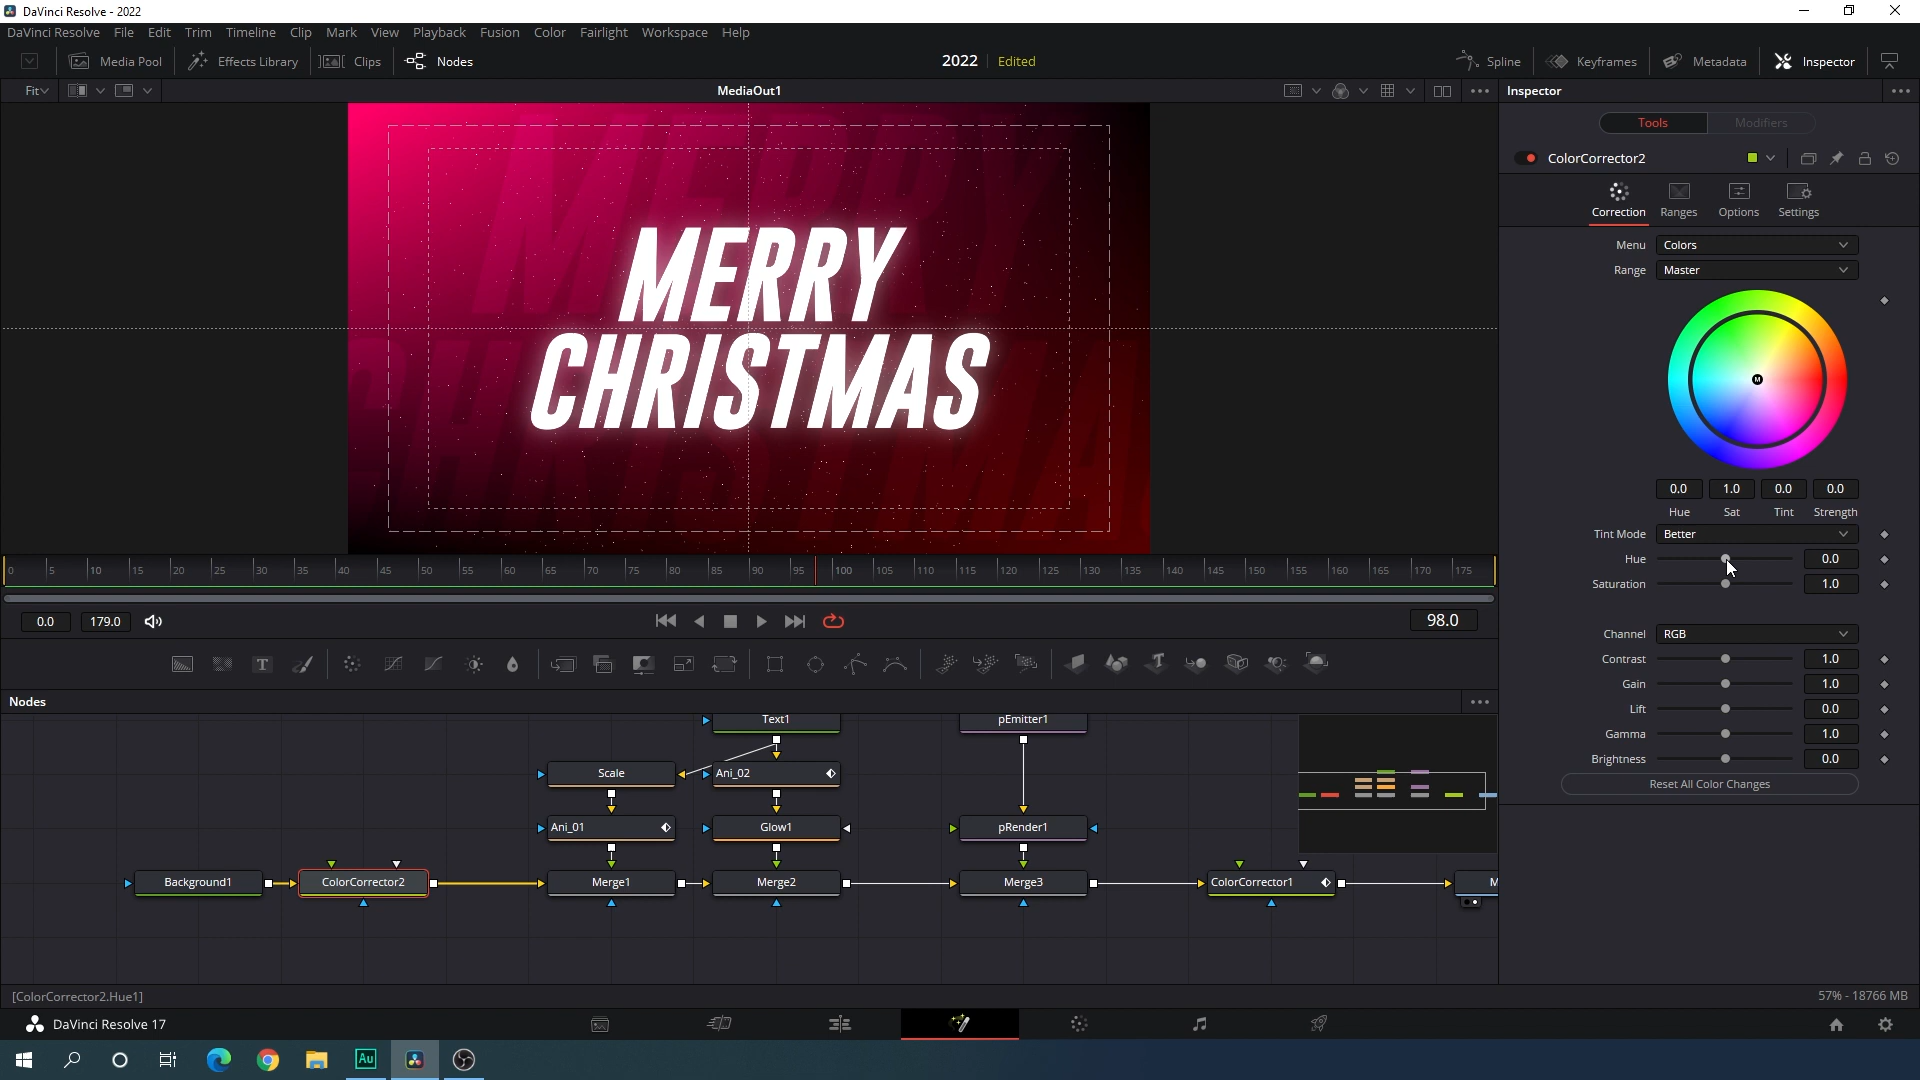 DaVinci Resolve - 2022
DaVinci Resolve File Edit Trim Timeline Clip Mark View Playback Fusion Color Fairlight Workspace Help
Media Pool Effects Library Clips Nodes 2022 Edited Spline Keyframes Metadata Inspector
Fit MediaOut1 Inspector
Tools Modifiers
ColorCorrector2
Correction Ranges Options Settings
Menu Colors
Range Master
M
0.0 1.0 0.0 0.0
Hue Sat Tint Strength
Tint Mode Better
Hue 0.0
Saturation 1.0
Channel RGB
Contrast 1.0
Gain 1.0
Lift 0.0
Gamma 1.0
Brightness 0.0
Reset All Color Changes
MERRY
CHRISTMAS
MERRY
CHRISTMAS
0 5 10 15 20 25 30 35 40 45 50 55 60 65 70 75 80 85 90 95 100 105 110 115 120 125 130 135 140 145 150 155 160 165 170 175
0.0 179.0 98.0
T T
Nodes
Text1 pEmitter1
Scale Ani_02
Ani_01 Glow1 pRender1
Background1 ColorCorrector2 Merge1 Merge2 Merge3 ColorCorrector1 M
[ColorCorrector2.Hue1] 57% - 18766 MB
DaVinci Resolve 17
Au